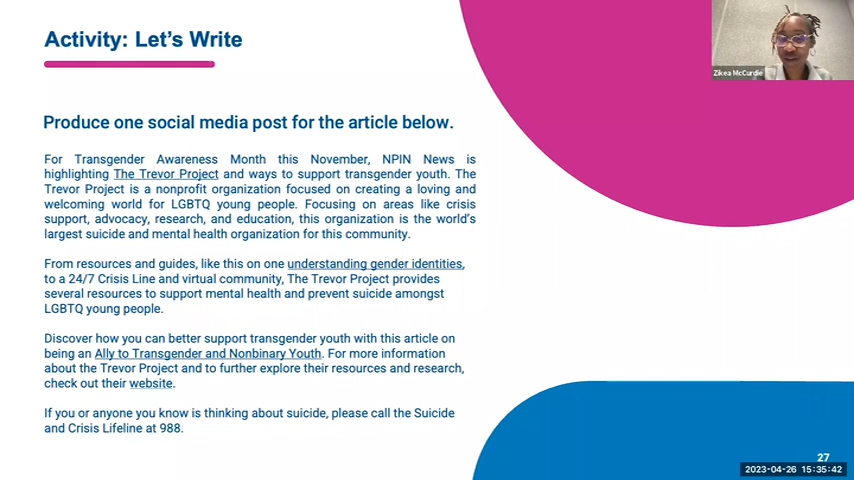 Activity: Let's Write
Zikea McCurdie
Produce one social media post for the article below.
For Transgender Awareness Month this November, NPIN News is
highlighting The Trevor Project and ways to support transgender youth. The
Trevor Project is a nonprofit organization focused on creating a loving and
welcoming world for LGBTQ young people. Focusing on areas like crisis
support, advocacy, research, and education, this organization is the world's
largest suicide and mental health organization for this community.
From resources and guides, like this on one understanding gender identities,
to a 24/7 Crisis Line and virtual community, The Trevor Project provides
several resources to support mental health and prevent suicide amongst
LGBTQ young people.
Discover how you can better support transgender youth with this article on
being an Ally to Transgender and Nonbinary Youth. For more information
about the Trevor Project and to further explore their resources and research,
check out their website.
If you or anyone you know is thinking about suicide, please call the Suicide
and Crisis Lifeline at 988.
27
2023-04-26 15:35:42